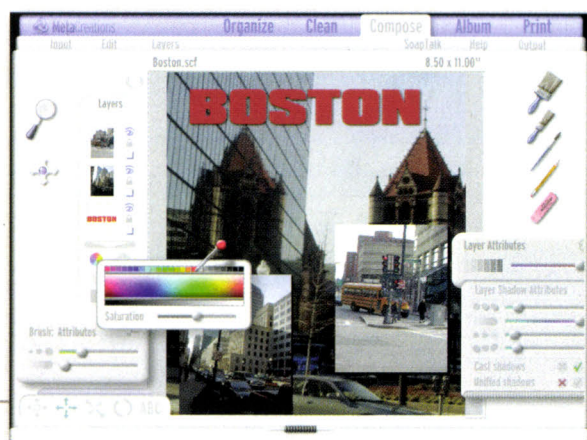 MetaCreations Organize Clean Compose Album Print
Input Edit Layers SoapTalk Help Output
Boston.scf 8.50 x 11.00"
BOSTON
Layers
BOSTON
Layer Attributes
Layer Shadow Attributes
Saturation
Brush: Attributes
Cast shadows
Unified shadows
ABC